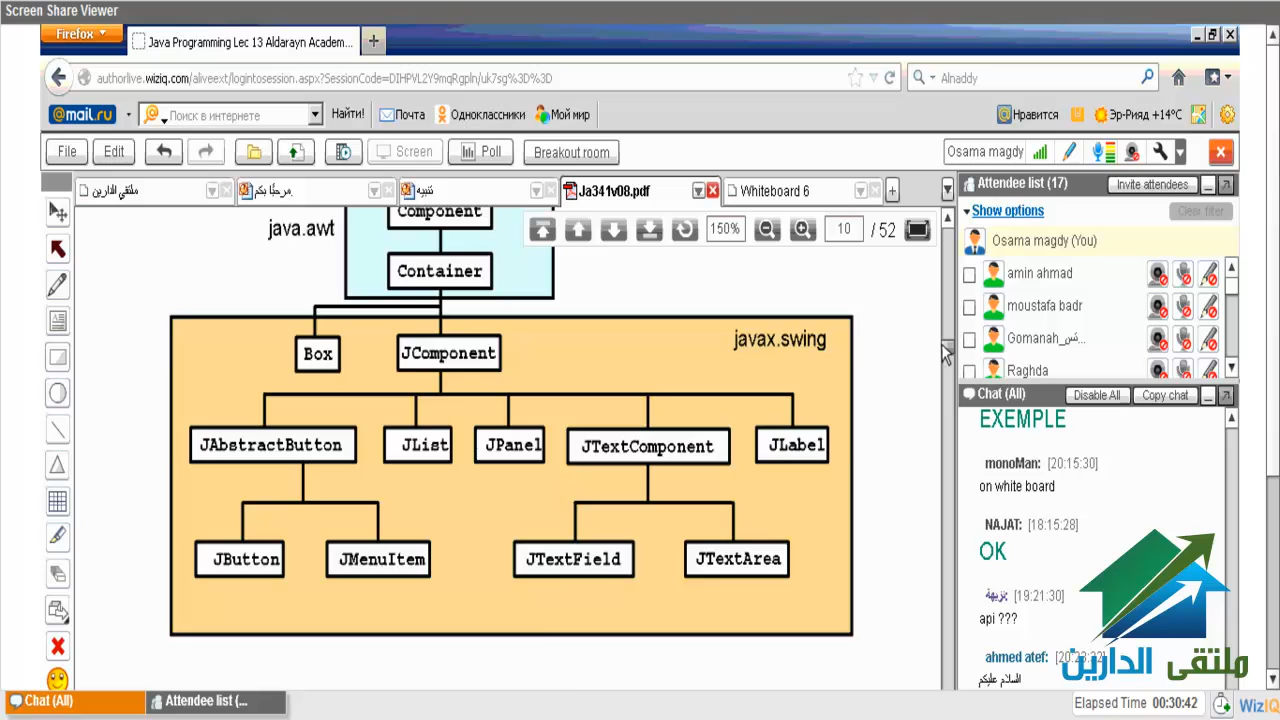 Screen Share Viewer
Firefox
Java Programming Lec 13 Aldarayn Academ...
authorlive.wiziq.com/aliveext/logintosession.aspx?SessionCode=DIHPVL2Y9mqRgpln/uk7sg%3D%3D
Alnaddy
@mail.ru
Поиск в интернете
Найти!
Почта
Одноклассники
Мой мир
Нравится
Эр-Рияд +14°C
File
Edit
Screen
Poll
Breakout room
Osama magdy
ملتقي الدارين
مرحبًا بكم.
تنبيه
Ja341v08.pdf
Whiteboard 6
150%
10
/ 52
java.awt
Component
Container
javax.swing
Box
JComponent
JAbstractButton
JList
JPanel
JTextComponent
JLabel
JButton
JMenuItem
JTextField
JTextArea
Attendee list (17)
Invite attendees
Show options
Clear filter
Osama magdy (You)
amin ahmad
moustafa badr
Raghda
Chat (All)
Disable All
Copy chat
EXEMPLE
monoMan: [20:15:30]
on white board
NAJAT: [18:15:28]
OK
نزيهة: [19:21:30]
api ???
ahmed atef:
السلام عليكم
ملتقى الدارين
Chat (All)
Attendee list (...
Elapsed Time 00:30:42
WizIQ